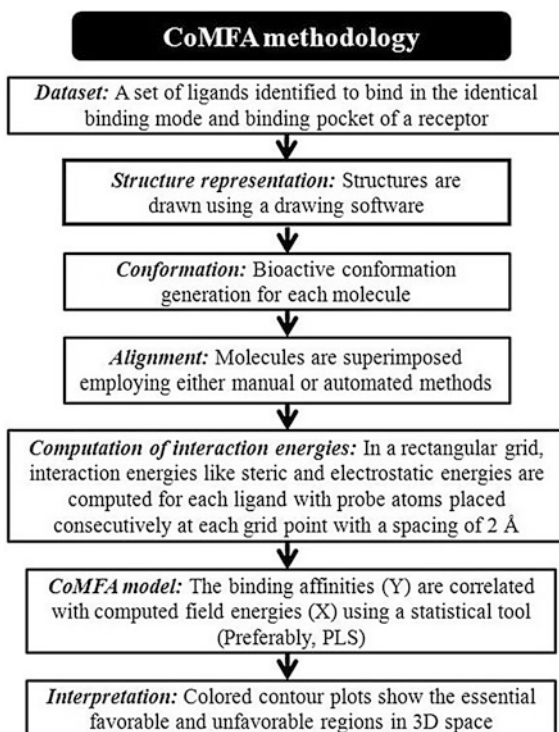 CoMFA methodology
Dataset: A set of ligands identified to bind in the identical
binding mode and binding pocket of a receptor
Structure representation: Structures are
drawn using a drawing software
Conformation: Bioactive conformation
generation for each molecule
Alignment: Molecules are superimposed
employing either manual or automated methods
Computation of interaction energies: In a rectangular grid,
interaction energies like steric and electrostatic energies are
computed for each ligand with probe atoms placed
consecutively at each grid point with a spacing of 2 Å
CoMFA model: The binding affinities (Y) are correlated
with computed field energies (X) using a statistical tool
(Preferably, PLS)
Interpretation: Colored contour plots show the essential
favorable and unfavorable regions in 3D space